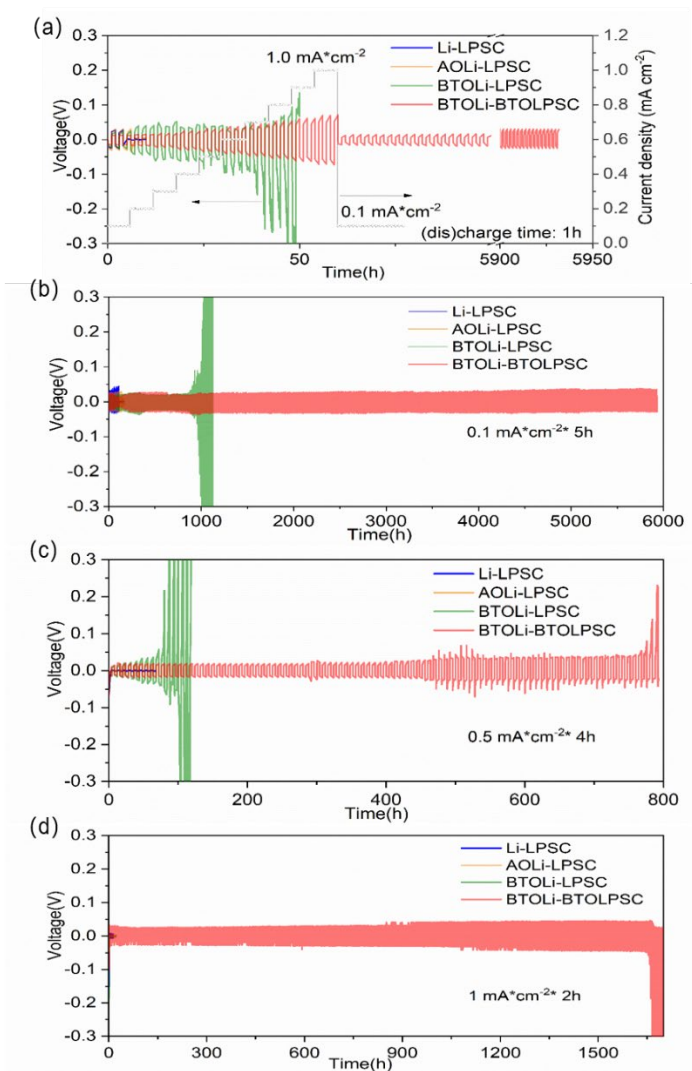 (a)
1.0 mA*cm-2
Li-LPSC
AOLi-LPSC
BTOLi-LPSC
BTOLi-BTOLPSC
0.3
0.2
0.1
0.0
-0.1
-0.2
-0.3
Voltage(V)
1.2
1.0
0.8
0.6
0.4
0.2
0.0
Current density (mA cm-2)
0.1 mA*cm-2
(dis)charge time: 1h
0 50 5900 5950
Time(h)
(b)
0.3
0.2
0.1
0.0
-0.1
-0.2
-0.3
Voltage(V)
Li-LPSC
AOLi-LPSC
BTOLi-LPSC
BTOLi-BTOLPSC
0.1 mA*cm-2* 5h
0 1000 2000 3000 4000 5000 6000
Time(h)
(c)
0.3
0.2
0.1
0.0
-0.1
-0.2
-0.3
Voltage(V)
Li-LPSC
AOLi-LPSC
BTOLi-LPSC
BTOLi-BTOLPSC
0.5 mA*cm-2* 4h
0 200 400 600 800
Time(h)
(d)
0.3
0.2
0.1
0.0
-0.1
-0.2
-0.3
Voltage(V)
Li-LPSC
AOLi-LPSC
BTOLi-LPSC
BTOLi-BTOLPSC
1 mA*cm-2* 2h
0 300 600 900 1200 1500
Time(h)